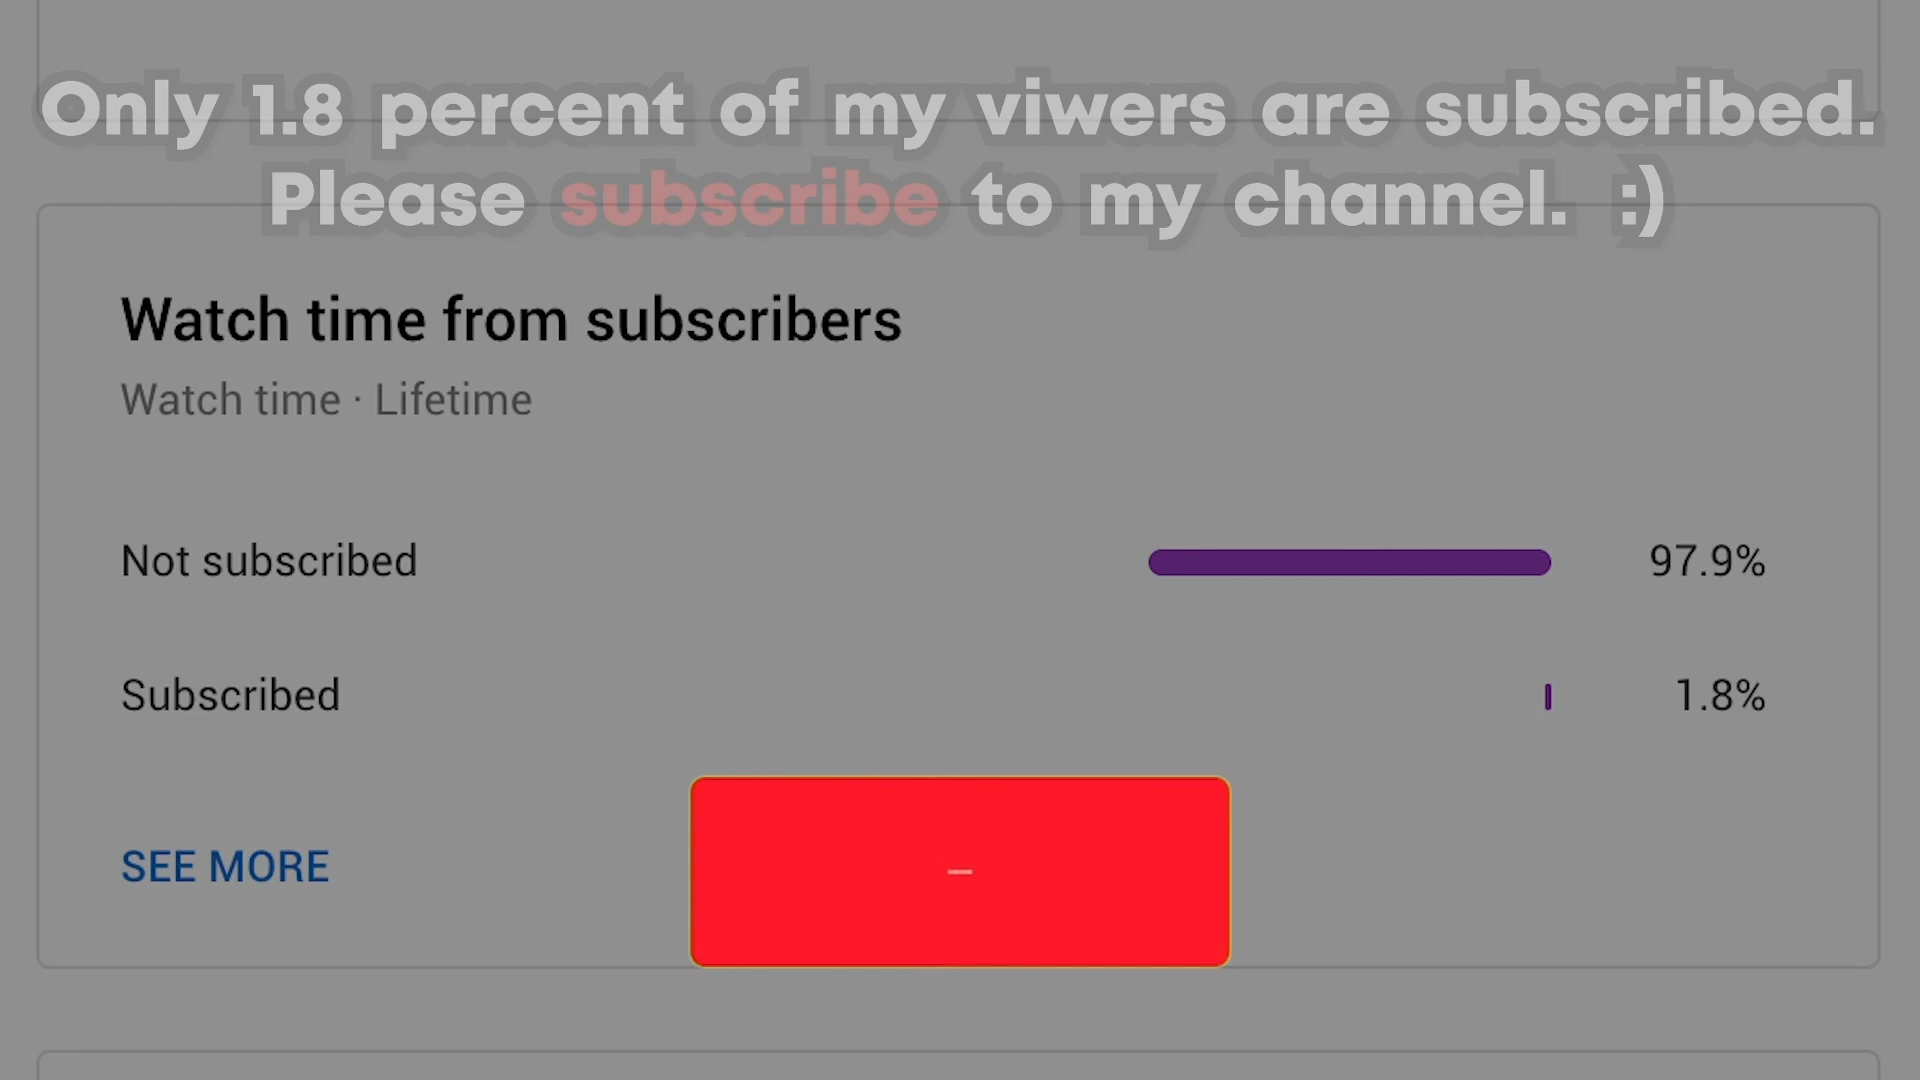 Only 1.8 percent of my viwers are subscribed.
Please subscribe to my channel. :)
Watch time from subscribers
Watch time · Lifetime
Not subscribed 97.9%
Subscribed 1.8%
SEE MORE